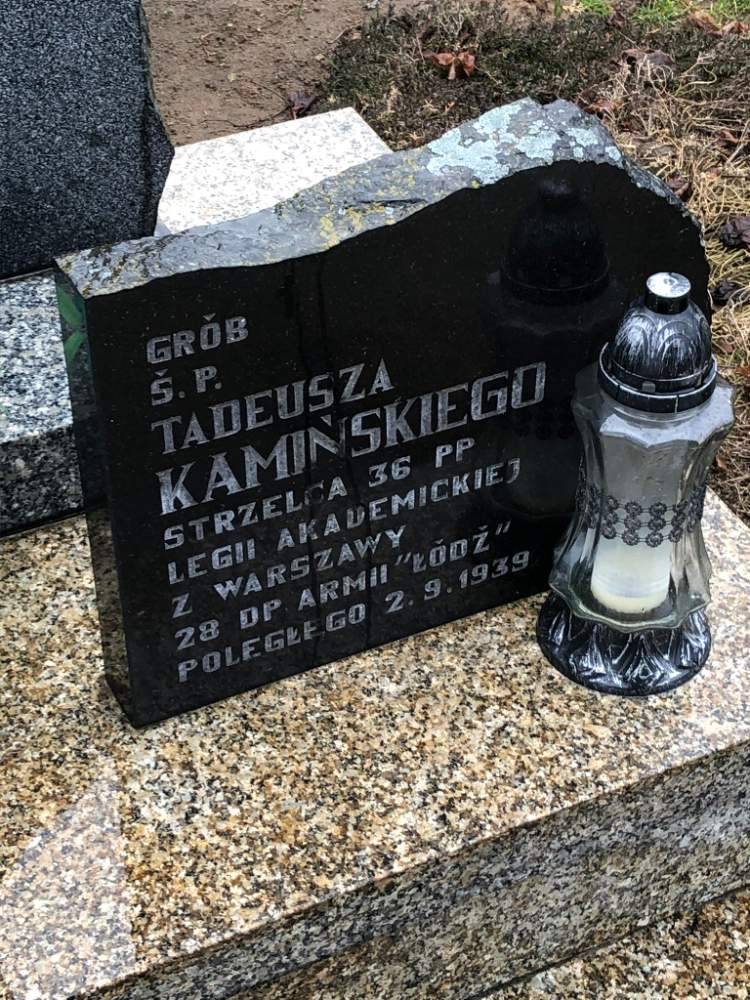 GRÓB
Ś.P.
TADEUSZA
KAMIŃSKIEGO
STRZELCA 36 PP
LEGII AKADEMICKIEJ
Z WARSZAWY
28 DP ARMII "ŁÓDŹ"
POLEGŁEGO 2.9.1939